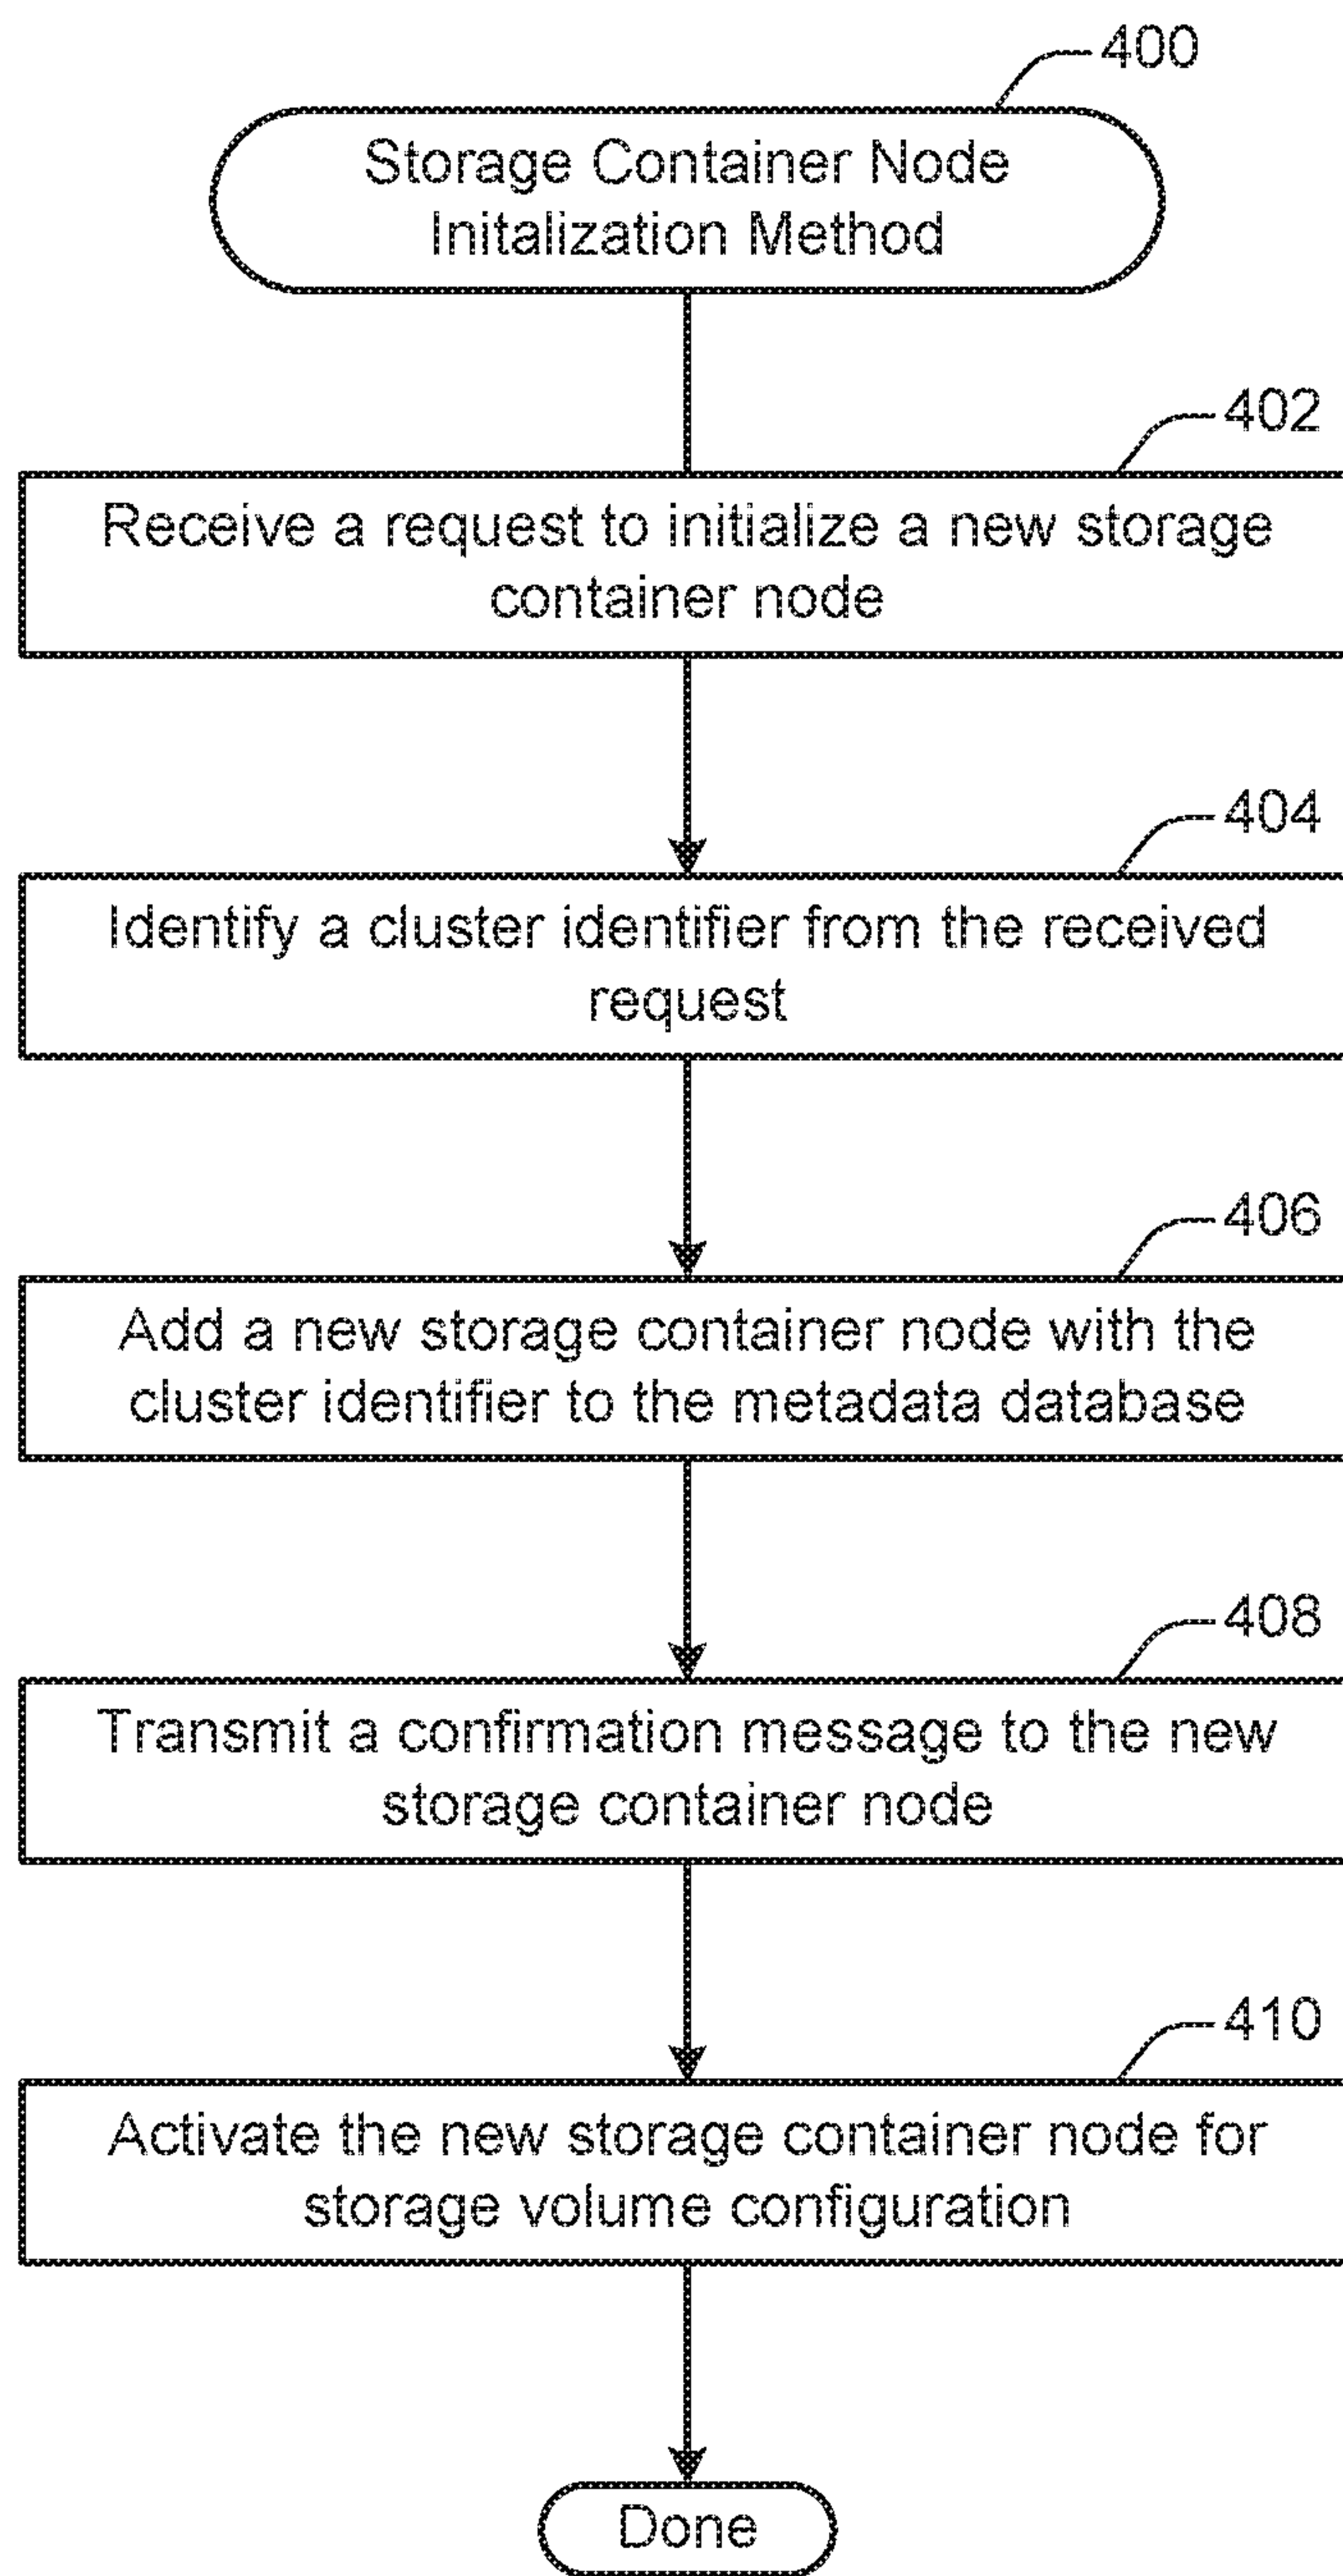 400
Storage Container Node
Initalization Method
402
Receive a request to initialize a new storage
container node
404
Identify a cluster identifier from the received
request
406
Add a new storage container node with the
cluster identifier to the metadata database
408
Transmit a confirmation message to the new
storage container node
410
Activate the new storage container node for
storage volume configuration
Done